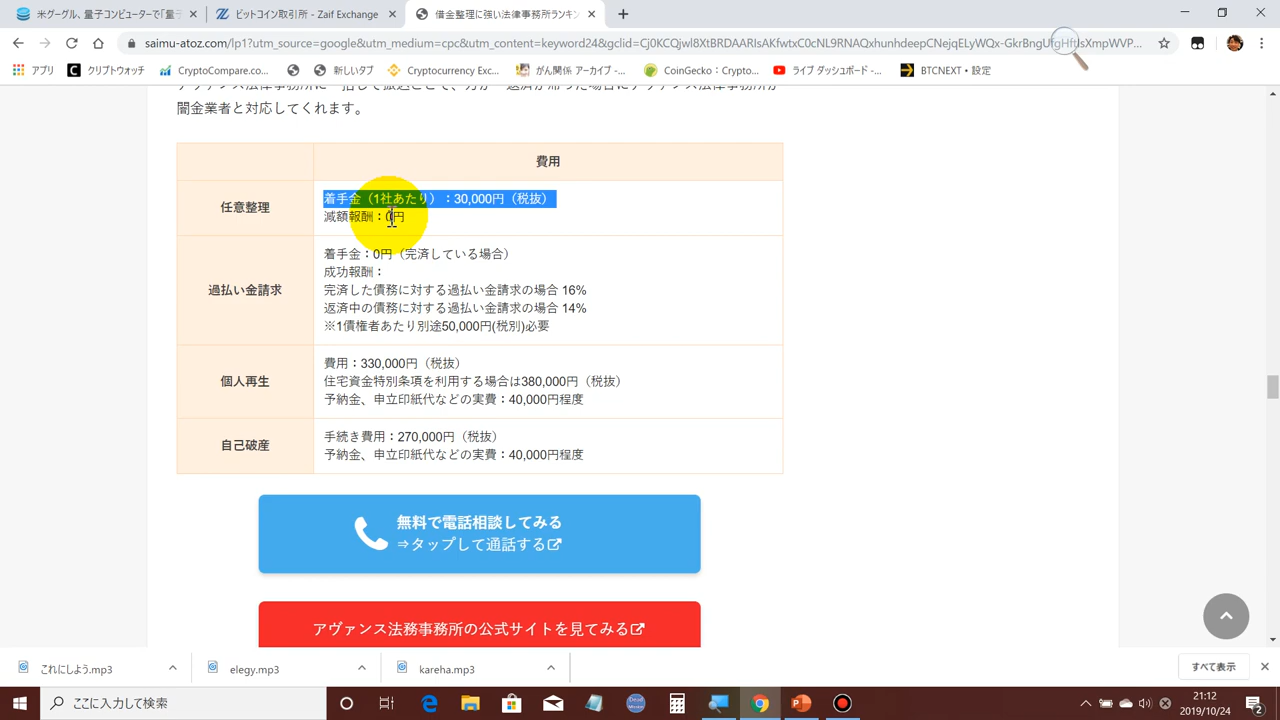 米グーグル、量子コンピュータで「量子
ビットコイン取引所 - Zaif Exchange
借金整理に強い法律事務所ランキン
saimu-atoz.com/lp1?utm_source=google&utm_medium=cpc&utm_content=keyword24&gclid=
アプリ
クリプトウォッチ
CryptoCompare.co...
新しいタブ
Cryptocurrency Exc...
がん関係 アーカイブ -...
CoinGecko: Crypto...
ライブ ダッシュボード -...
BTCNEXT・設定
闇金業者と対応してくれます。
費用
任意整理
着手金（1社あたり）：30,000円（税抜）
減額報酬：0円
過払い金請求
着手金：0円（完済している場合）
成功報酬：
完済した債務に対する過払い金請求の場合 16%
返済中の債務に対する過払い金請求の場合 14%
※1債権者あたり別途50,000円(税別)必要
個人再生
費用：330,000円（税抜）
住宅資金特別条項を利用する場合は380,000円（税抜）
予納金、申立印紙代などの実費：40,000円程度
自己破産
手続き費用：270,000円（税抜）
予納金、申立印紙代などの実費：40,000円程度
無料で電話相談してみる
⇒タップして通話する
アヴァンス法務事務所の公式サイトを見てみる
これにしよう.mp3
elegy.mp3
kareha.mp3
すべて表示
ここに入力して検索
21:12
2019/10/24
2